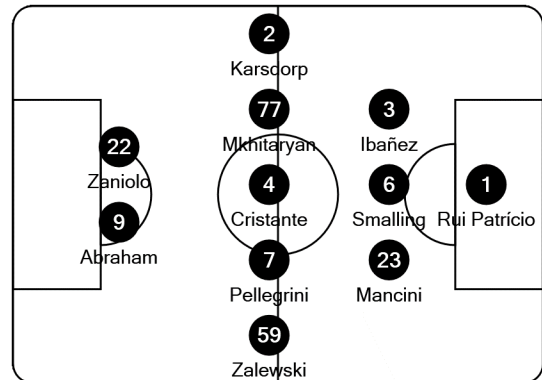 2
Karsdorp
77
Mkhitaryan
3
Ibañez
22
Zaniolo
4
Cristante
6
Smalling
1
Rui Patrício
9
Abraham
7
Pellegrini
23
Mancini
59
Zalewski